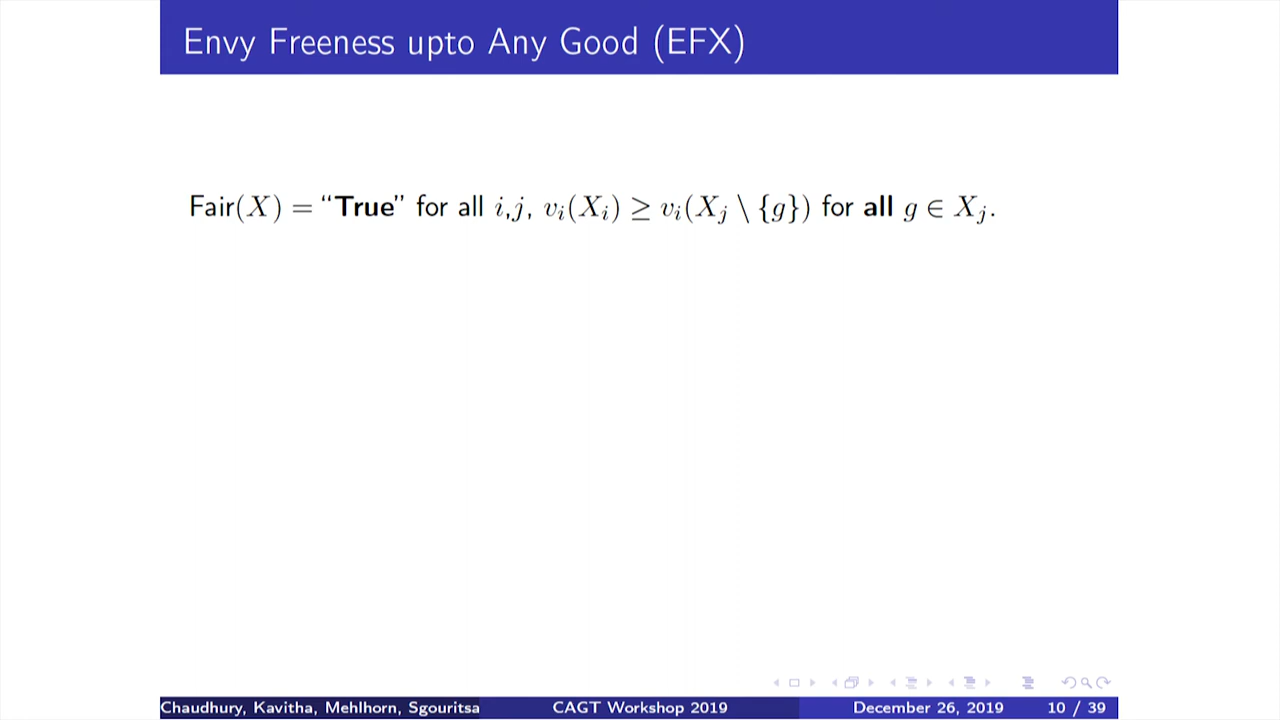 Envy Freeness upto Any Good (EFX)
Fair(X) = “True” for all i,j, v_i(X_i) ≥ v_i(X_j \ {g}) for all g ∈ X_j.
Chaudhury, Kavitha, Mehlhorn, Sgouritsa CAGT Workshop 2019 December 26, 2019 10 / 39